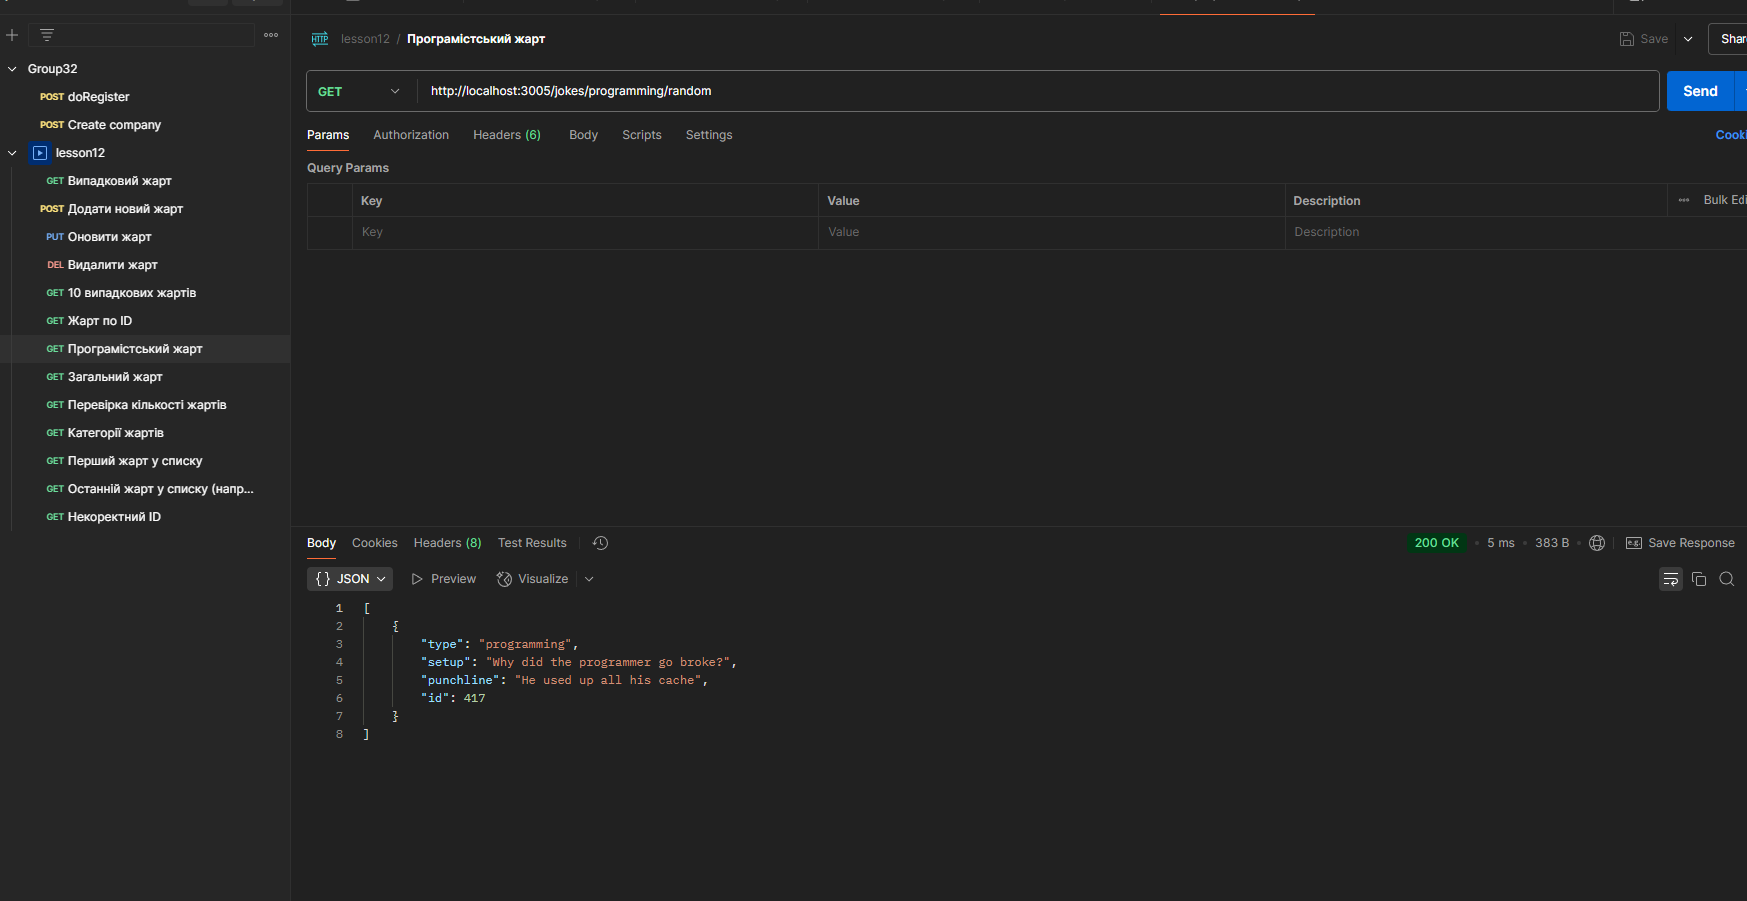 lesson12 / Програмістський жарт
Save
Group32
GET
http://localhost:3005/jokes/programming/random
Send
POST doRegister
POST Create company
Params Authorization Headers (6) Body Scripts Settings
lesson12
Query Params
GET Випадковий жарт
Key Value Description
POST Додати новий жарт
Key Value Description
PUT Оновити жарт
DEL Видалити жарт
GET 10 випадкових жартів
GET Жарт по ID
GET Програмістський жарт
GET Загальний жарт
GET Перевірка кількості жартів
GET Категорії жартів
GET Перший жарт у списку
GET Останній жарт у списку (напр...
GET Некоректний ID
Body Cookies Headers (8) Test Results
200 OK • 5 ms • 383 B • Save Response
{} JSON Preview Visualize
1 [
2 {
3 "type": "programming",
4 "setup": "Why did the programmer go broke?",
5 "punchline": "He used up all his cache",
6 "id": 417
7 }
8 ]